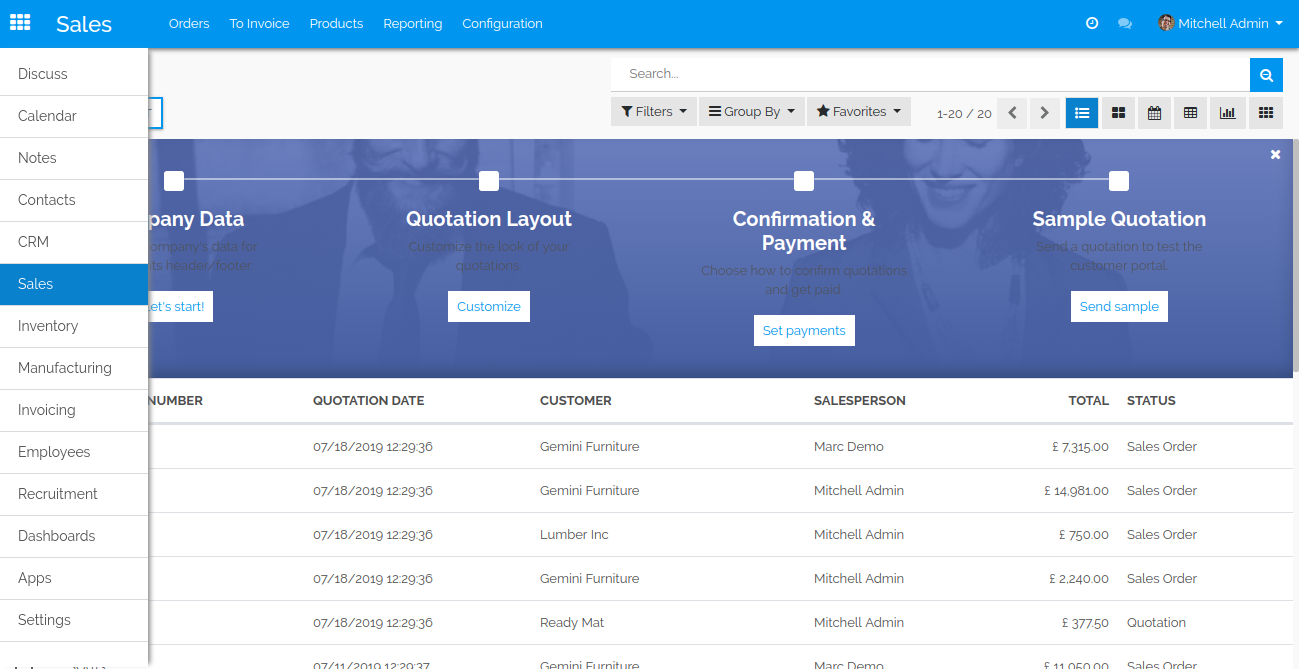 Sales Orders To Invoice Products Reporting Configuration Mitchell Admin
Discuss
Calendar
Notes
Contacts
CRM
Sales
Inventory
Manufacturing
Invoicing
Employees
Recruitment
Dashboards
Apps
Settings
Search...
Filters Group By Favorites 1-20 / 20
pany Data
ompany's data for
ts header/footer.
et's start!
Quotation Layout
Customize the look of your
quotations.
Customize
Confirmation &
Payment
Choose how to confirm quotations
and get paid.
Set payments
Sample Quotation
Send a quotation to test the
customer portal.
Send sample
NUMBER QUOTATION DATE CUSTOMER SALESPERSON TOTAL STATUS
07/18/2019 12:29:36 Gemini Furniture Marc Demo £ 7,315.00 Sales Order
07/18/2019 12:29:36 Gemini Furniture Mitchell Admin £ 14,981.00 Sales Order
07/18/2019 12:29:36 Lumber Inc Mitchell Admin £ 750.00 Sales Order
07/18/2019 12:29:36 Gemini Furniture Mitchell Admin £ 2,240.00 Sales Order
07/18/2019 12:29:36 Ready Mat Mitchell Admin £ 377.50 Quotation
07/11/2019 12:29:37 Gemini Furniture Marc Demo £ 11,050.00 Sales Order